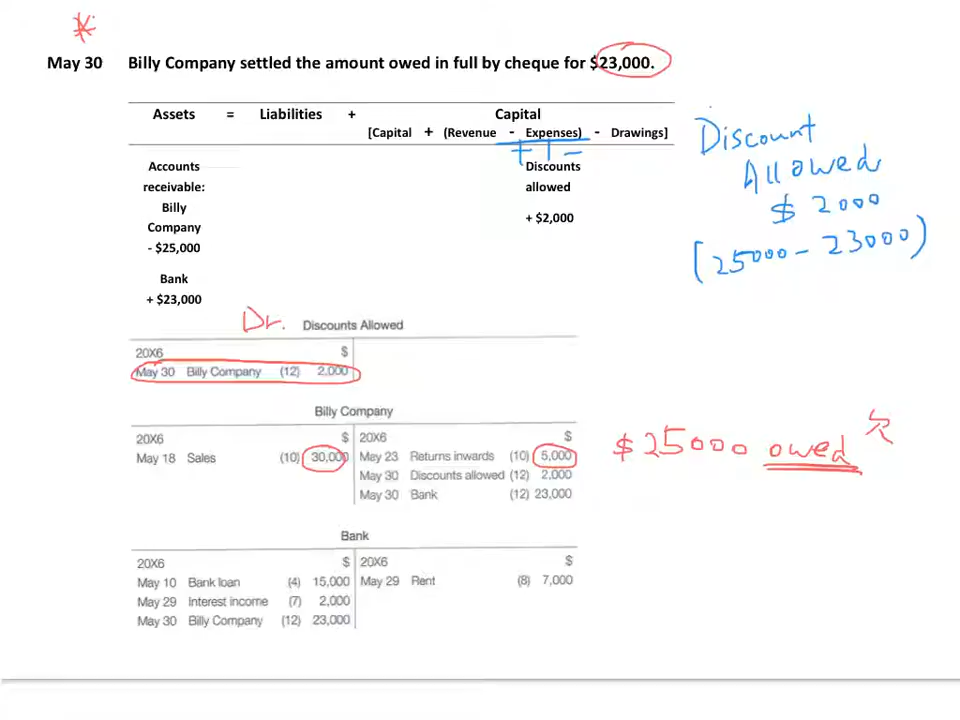 *
May 30 Billy Company settled the amount owed in full by cheque for $23,000.
Assets = Liabilities + Capital
[Capital + (Revenue - Expenses) - Drawings]
Accounts receivable: Billy Company - $25,000
Discounts allowed + $2,000
Bank + $23,000
Discount
Allowed
$ 2000
(25000 - 23000)
Dr. Discounts Allowed
20X6 $
May 30 Billy Company (12) 2,000
Billy Company
20X6 $ 20X6 $
May 18 Sales (10) 30,000 May 23 Returns inwards (10) 5,000
May 30 Discounts allowed (12) 2,000
May 30 Bank (12) 23,000
$25000 owed 欠
Bank
20X6 $ 20X6 $
May 10 Bank loan (4) 15,000 May 29 Rent (8) 7,000
May 29 Interest income (7) 2,000
May 30 Billy Company (12) 23,000